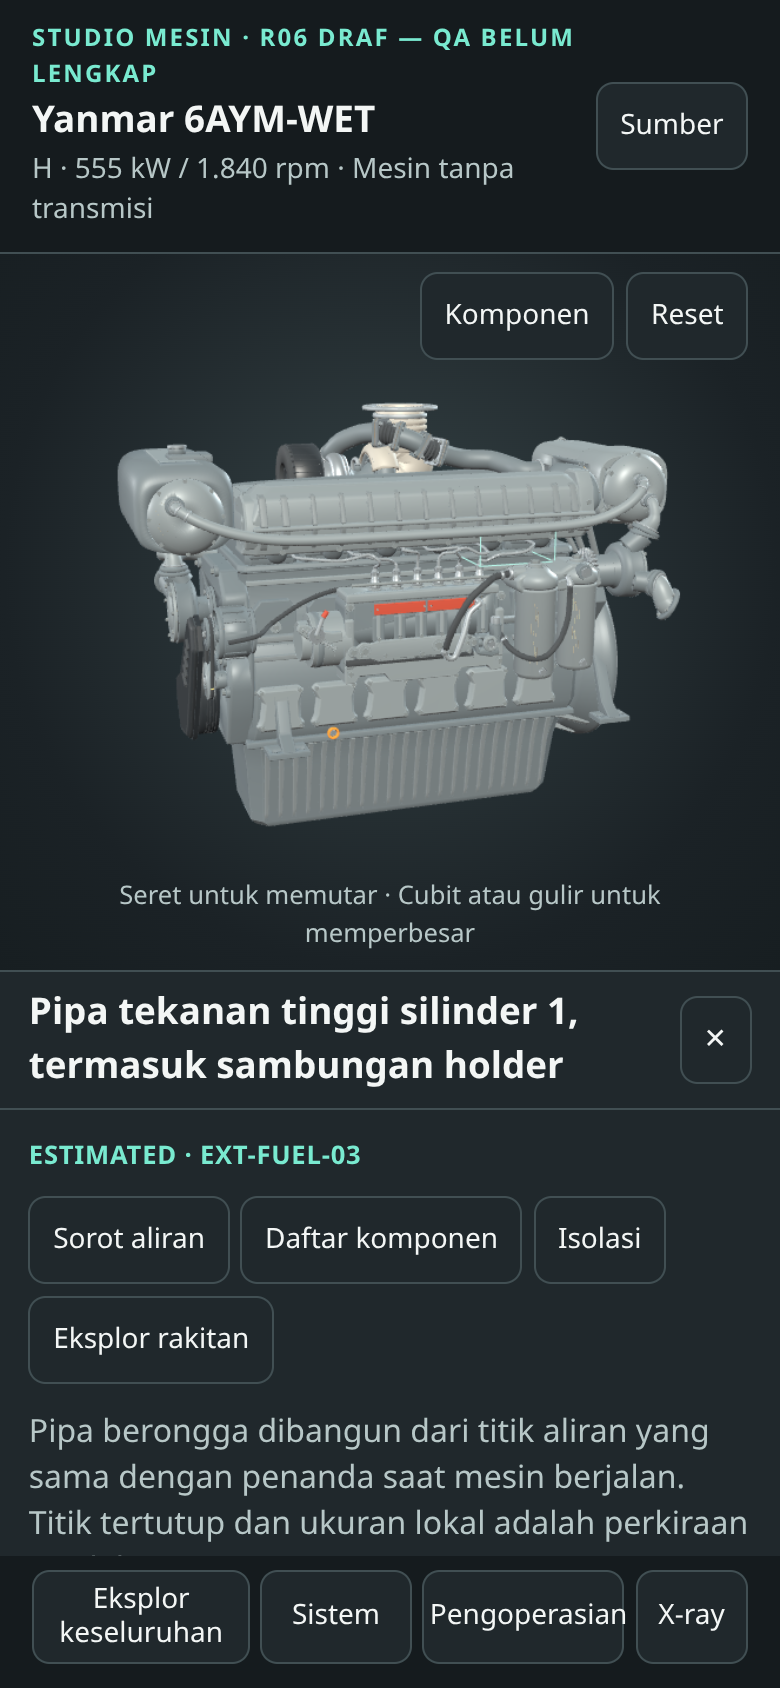 STUDIO MESIN · R06 DRAF — QA BELUM
LENGKAP
Yanmar 6AYM-WET
H · 555 kW / 1.840 rpm · Mesin tanpa
transmisi
Sumber
Komponen
Reset
Seret untuk memutar · Cubit atau gulir untuk
memperbesar
Pipa tekanan tinggi silinder 1,
termasuk sambungan holder
✕
ESTIMATED · EXT-FUEL-03
Sorot aliran
Daftar komponen
Isolasi
Eksplor rakitan
Pipa berongga dibangun dari titik aliran yang
sama dengan penanda saat mesin berjalan.
Titik tertutup dan ukuran lokal adalah perkiraan
Eksplor
keseluruhan
Sistem
Pengoperasian
X-ray